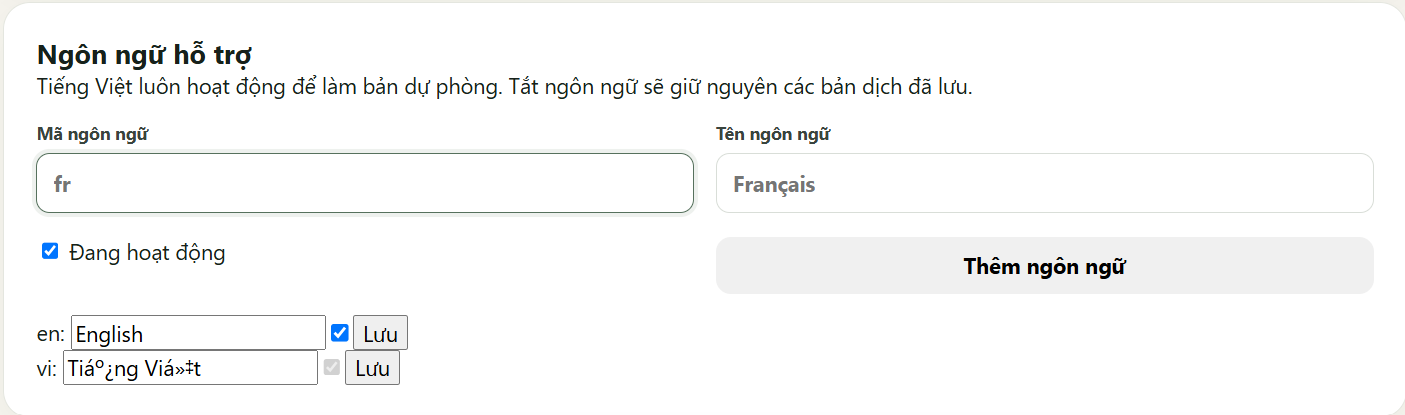 Ngôn ngữ hỗ trợ
Tiếng Việt luôn hoạt động để làm bản dự phòng. Tắt ngôn ngữ sẽ giữ nguyên các bản dịch đã lưu.
Mã ngôn ngữ
Tên ngôn ngữ
fr
Français
Đang hoạt động
Thêm ngôn ngữ
en: English Lưu
vi: Tiáº¿ng Viá»‡t Lưu